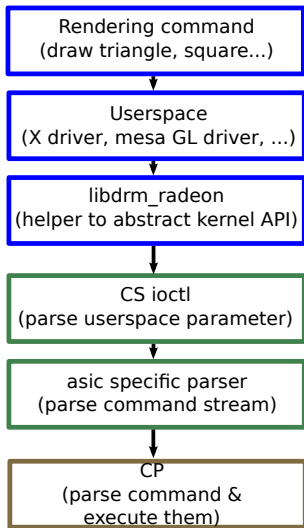 Rendering command
(draw triangle, square...)
Userspace
(X driver, mesa GL driver, ...)
libdrm_radeon
(helper to abstract kernel API)
CS ioctl
(parse userspace parameter)
asic specific parser
(parse command stream)
CP
(parse command &
execute them)